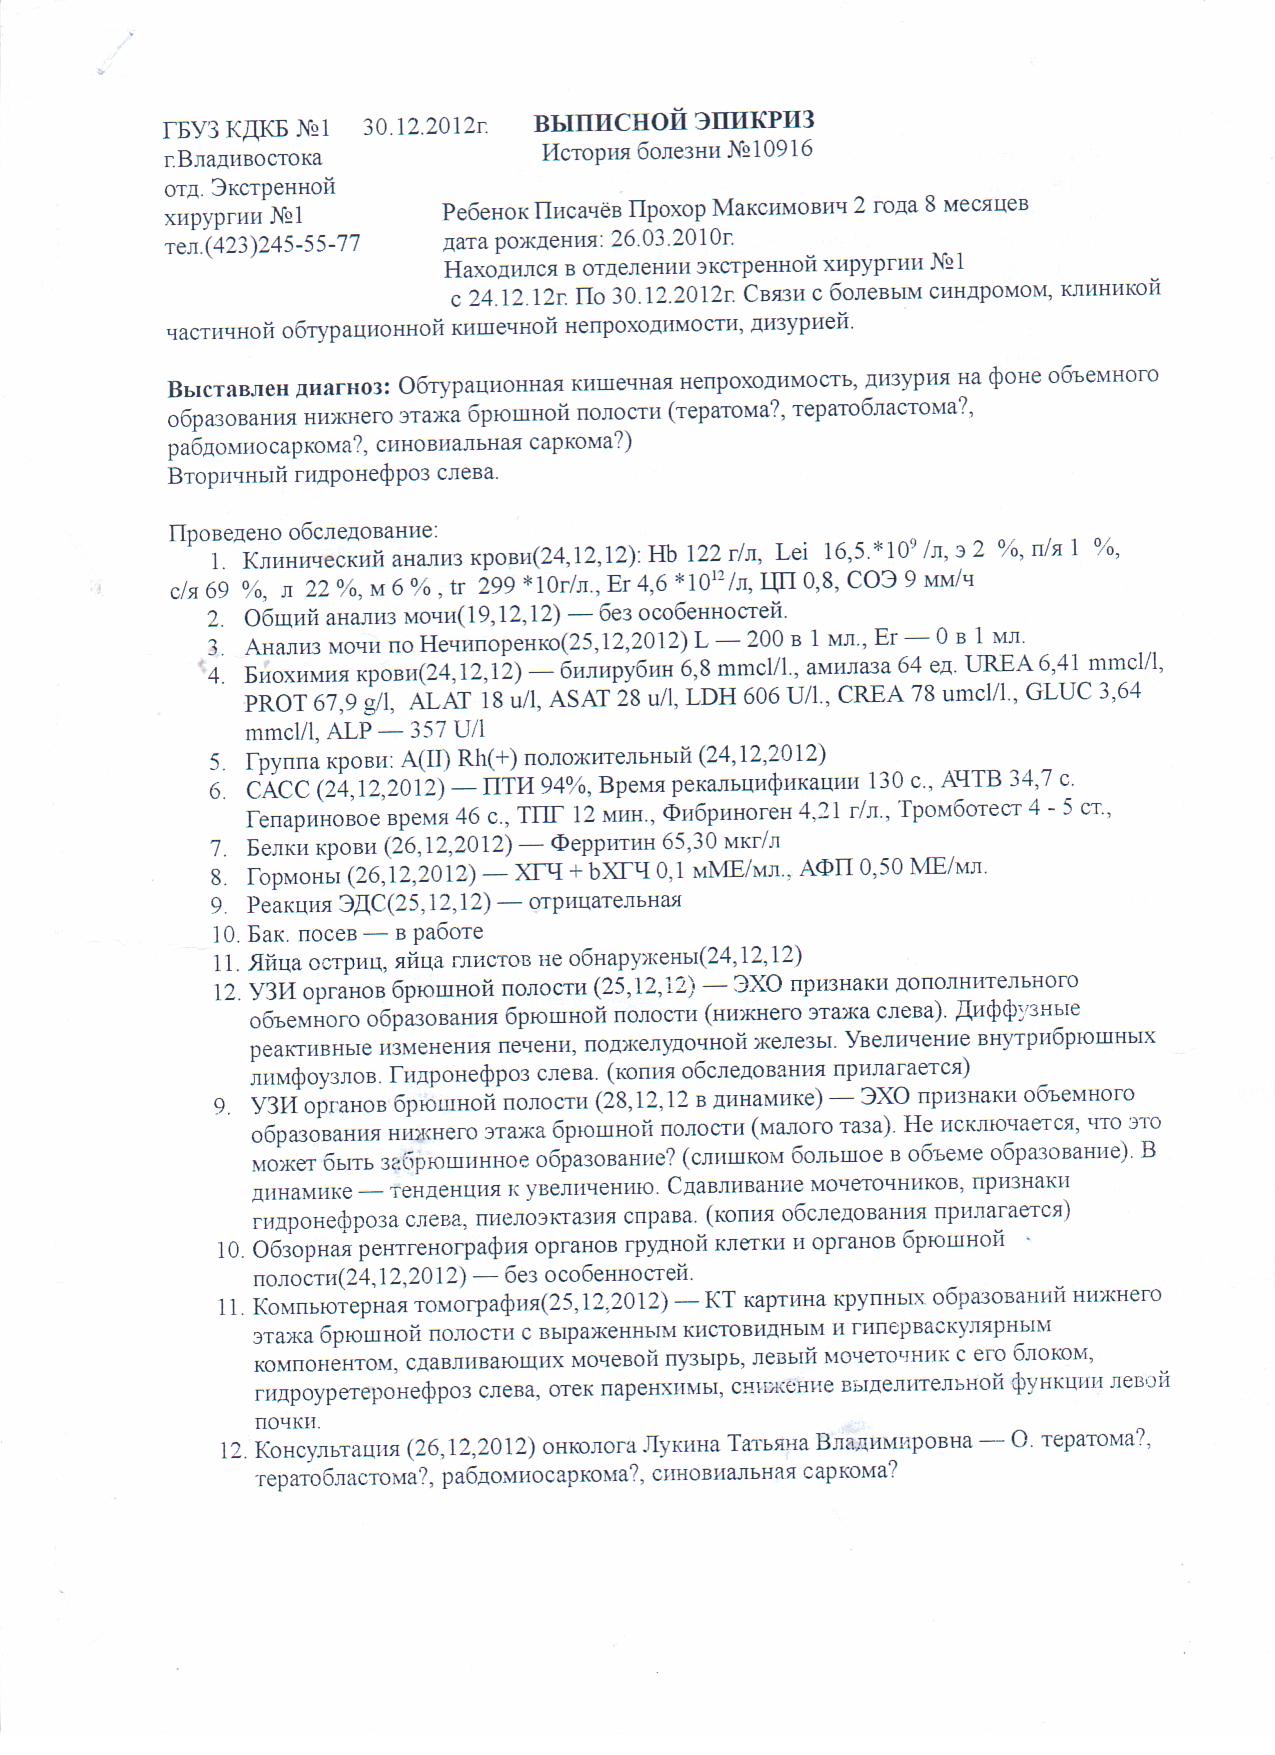 ГБУЗ КДКБ №1 30.12.2012г. ВЫПИСНОЙ ЭПИКРИЗ
г.Владивостока История болезни №10916
отд. Экстренной
хирургии №1 Ребенок Писачёв Прохор Максимович 2 года 8 месяцев
тел.(423)245-55-77 дата рождения: 26.03.2010г.
Находился в отделении экстренной хирургии №1
с 24.12.12г. По 30.12.2012г. Связи с болевым синдромом, клиникой
частичной обтурационной кишечной непроходимости, дизурией.
Выставлен диагноз: Обтурационная кишечная непроходимость, дизурия на фоне объемного
образования нижнего этажа брюшной полости (тератома?, тератобластома?,
рабдомиосаркома?, синовиальная саркома?)
Вторичный гидронефроз слева.
Проведено обследование:
1. Клинический анализ крови(24,12,12): Hb 122 г/л, Lei 16,5.*10⁹ /л, э 2 %, п/я 1 %,
с/я 69 %, л 22 %, м 6 % , tr 299 *10г/л., Er 4,6 *10¹² /л, ЦП 0,8, СОЭ 9 мм/ч
2. Общий анализ мочи(19,12,12) — без особенностей.
3. Анализ мочи по Нечипоренко(25,12,2012) L — 200 в 1 мл., Er — 0 в 1 мл.
4. Биохимия крови(24,12,12) — билирубин 6,8 mmcl/l., амилаза 64 ед. UREA 6,41 mmcl/l,
PROT 67,9 g/l, ALAT 18 u/l, ASAT 28 u/l, LDH 606 U/l., CREA 78 umcl/l., GLUC 3,64
mmcl/l, ALP — 357 U/l
5. Группа крови: A(II) Rh(+) положительный (24,12,2012)
6. САСС (24,12,2012) — ПТИ 94%, Время рекальцификации 130 с., АЧТВ 34,7 с.
Гепариновое время 46 с., ТПГ 12 мин., Фибриноген 4,21 г/л., Тромботест 4 - 5 ст.,
7. Белки крови (26,12,2012) — Ферритин 65,30 мкг/л
8. Гормоны (26,12,2012) — ХГЧ + bХГЧ 0,1 мМЕ/мл., АФП 0,50 МЕ/мл.
9. Реакция ЭДС(25,12,12) — отрицательная
10. Бак. посев — в работе
11. Яйца остриц, яйца глистов не обнаружены(24,12,12)
12. УЗИ органов брюшной полости (25,12,12) — ЭХО признаки дополнительного
объемного образования брюшной полости (нижнего этажа слева). Диффузные
реактивные изменения печени, поджелудочной железы. Увеличение внутрибрюшных
лимфоузлов. Гидронефроз слева. (копия обследования прилагается)
9. УЗИ органов брюшной полости (28,12,12 в динамике) — ЭХО признаки объемного
образования нижнего этажа брюшной полости (малого таза). Не исключается, что это
может быть забрюшинное образование? (слишком большое в объеме образование). В
динамике — тенденция к увеличению. Сдавливание мочеточников, признаки
гидронефроза слева, пиелоэктазия справа. (копия обследования прилагается)
10. Обзорная рентгенография органов грудной клетки и органов брюшной
полости(24,12,2012) — без особенностей.
11. Компьютерная томография(25,12,2012) — КТ картина крупных образований нижнего
этажа брюшной полости с выраженным кистовидным и гиперваскулярным
компонентом, сдавливающих мочевой пузырь, левый мочеточник с его блоком,
гидроуретеронефроз слева, отек паренхимы, снижение выделительной функции левой
почки.
12. Консультация (26,12,2012) онколога Лукина Татьяна Владимировна — О. тератома?,
тератобластома?, рабдомиосаркома?, синовиальная саркома?